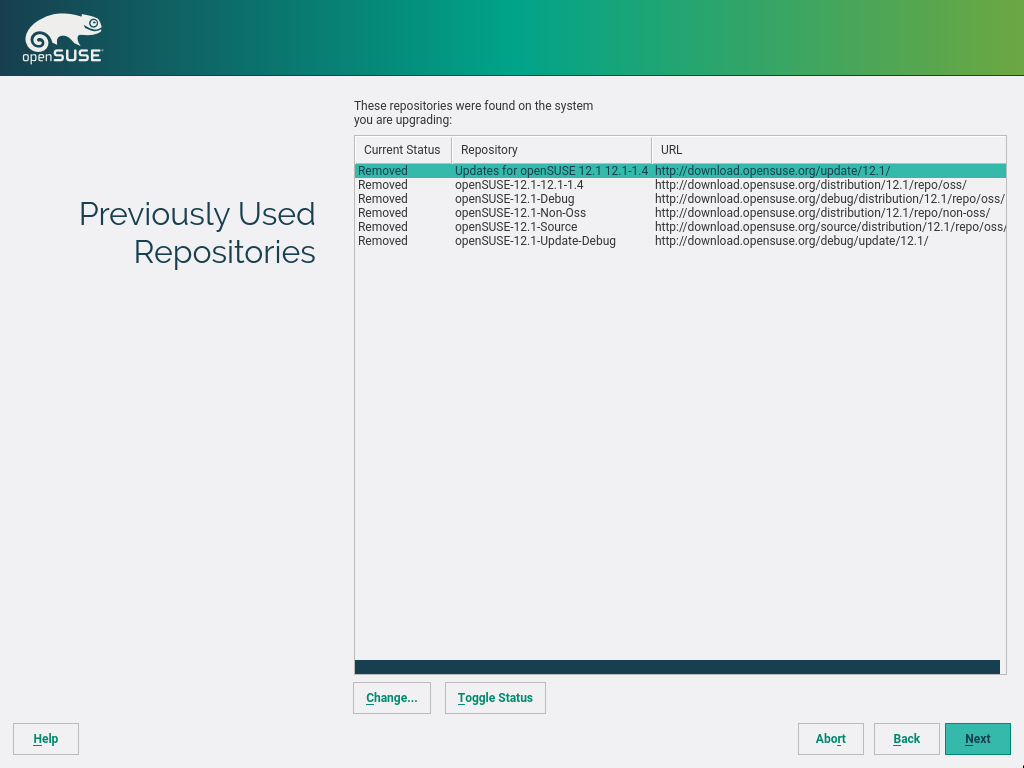 openSUSE
These repositories were found on the system
you are upgrading:
Previously Used
Repositories
Current Status Repository URL
Removed Updates for openSUSE 12.1 12.1-1.4 http://download.opensuse.org/update/12.1/
Removed openSUSE-12.1-12.1-1.4 http://download.opensuse.org/distribution/12.1/repo/oss/
Removed openSUSE-12.1-Debug http://download.opensuse.org/debug/distribution/12.1/repo/oss/
Removed openSUSE-12.1-Non-Oss http://download.opensuse.org/distribution/12.1/repo/non-oss/
Removed openSUSE-12.1-Source http://download.opensuse.org/source/distribution/12.1/repo/oss/
Removed openSUSE-12.1-Update-Debug http://download.opensuse.org/debug/update/12.1/
Change... Toggle Status
Help Abort Back Next